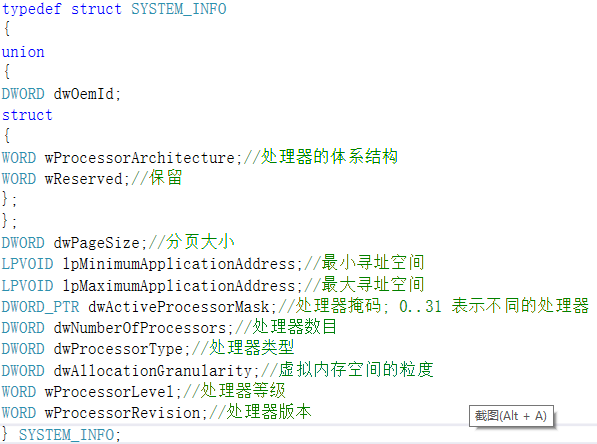 typedef struct SYSTEM_INFO
{
union
{
DWORD dwOemId;
struct
{
WORD wProcessorArchitecture;//处理器的体系结构
WORD wReserved;//保留
};
};
DWORD dwPageSize;//分页大小
LPVOID lpMinimumApplicationAddress;//最小寻址空间
LPVOID lpMaximumApplicationAddress;//最大寻址空间
DWORD_PTR dwActiveProcessorMask;//处理器掩码; 0..31 表示不同的处理器
DWORD dwNumberOfProcessors;//处理器数目
DWORD dwProcessorType;//处理器类型
DWORD dwAllocationGranularity;//虚拟内存空间的粒度
WORD wProcessorLevel;//处理器等级
WORD wProcessorRevision;//处理器版本
截图(Alt + A)
} SYSTEM_INFO;